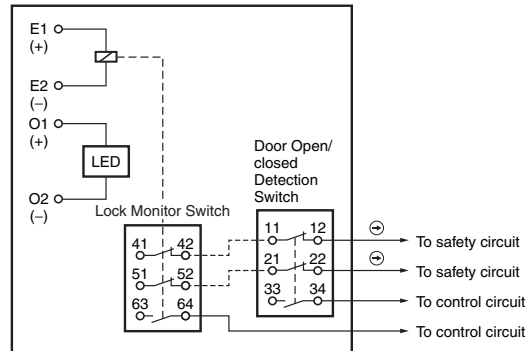 E1
(+)
E2
(−)
O1
(+)
LED
O2
(−)
Door Open/
closed
Detection
Switch
Lock Monitor Switch
41 42
51 52
63 64
11 12
21 22
33 34
To safety circuit
To safety circuit
To control circuit
To control circuit